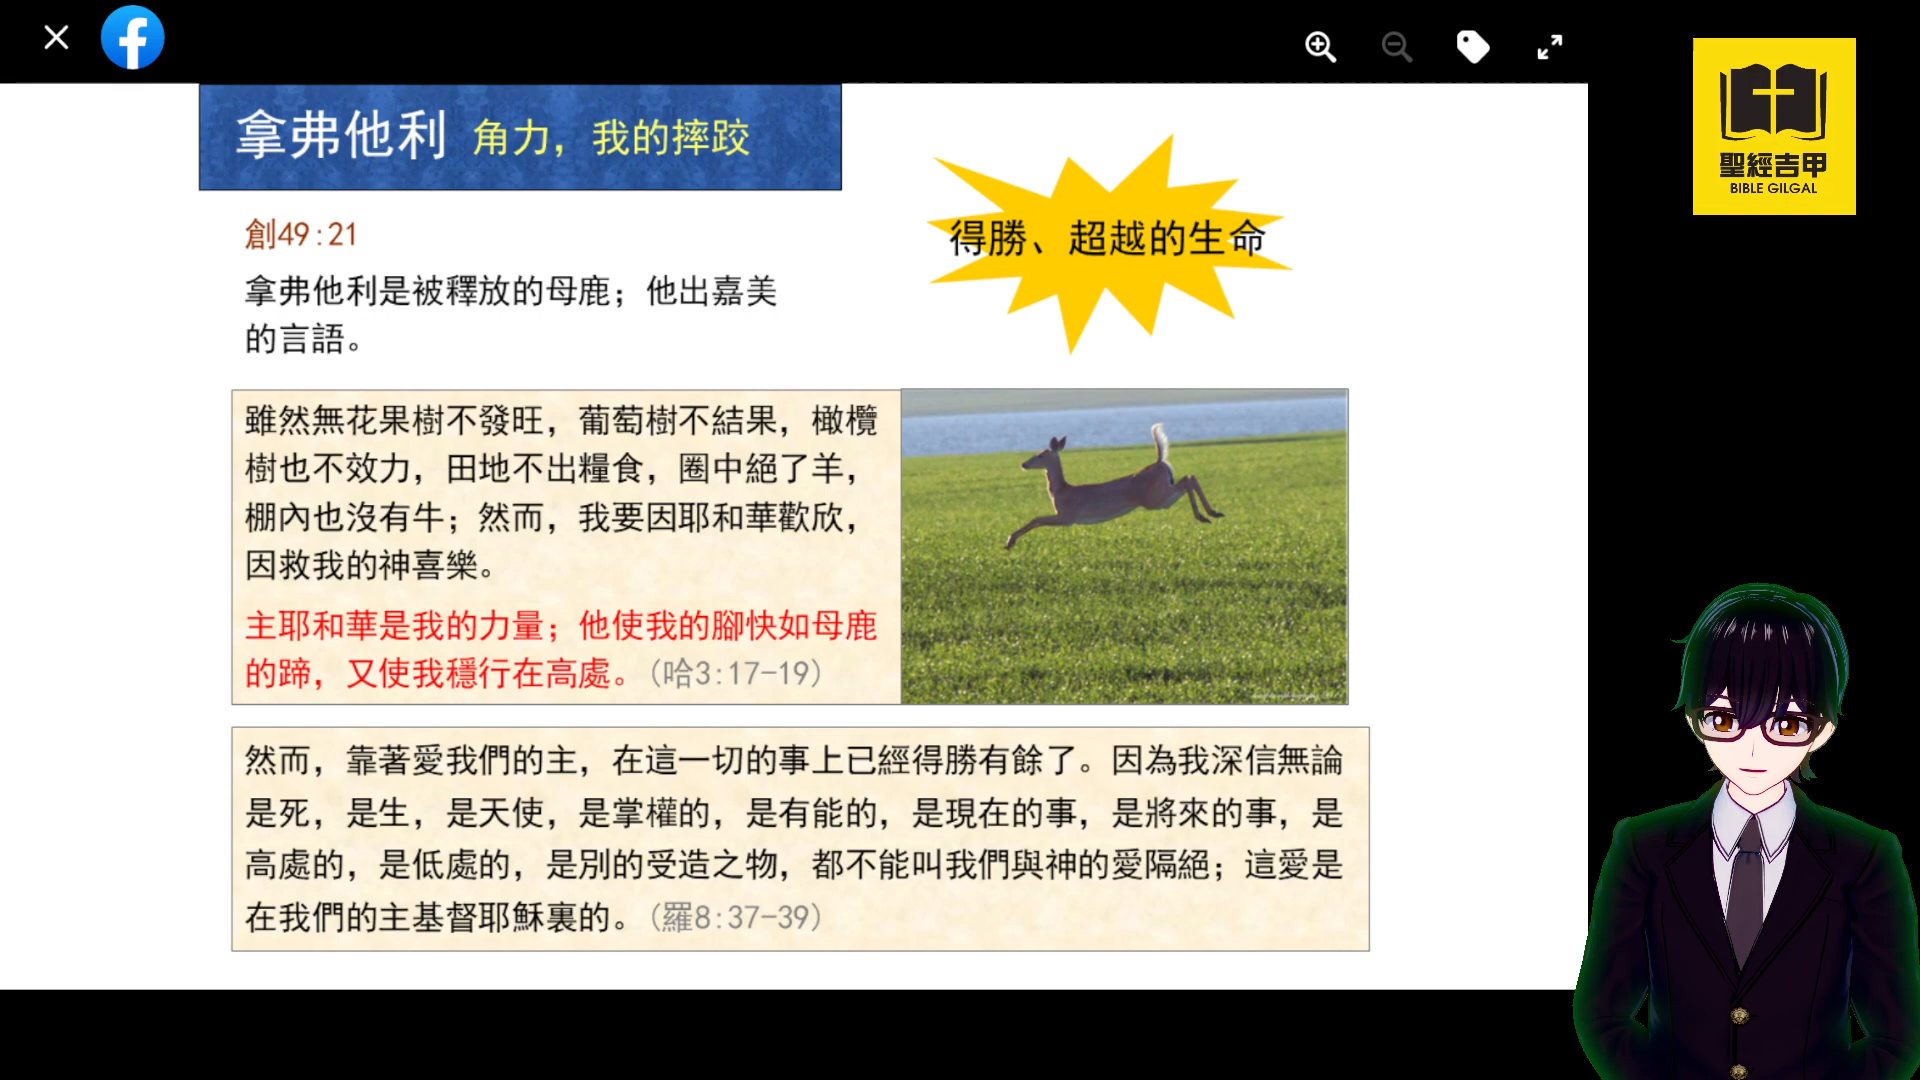 拿弗他利 角力，我的摔跤
創49:21
拿弗他利是被釋放的母鹿；他出嘉美
的言語。
得勝、超越的生命
雖然無花果樹不發旺，葡萄樹不結果，橄欖
樹也不效力，田地不出糧食，圈中絕了羊，
棚內也沒有牛；然而，我要因耶和華歡欣，
因救我的神喜樂。
主耶和華是我的力量；他使我的腳快如母鹿
的蹄，又使我穩行在高處。（哈3:17-19）
然而，靠著愛我們的主，在這一切的事上已經得勝有餘了。因為我深信無論
是死，是生，是天使，是掌權的，是有能的，是現在的事，是將來的事，是
高處的，是低處的，是別的受造之物，都不能叫我們與神的愛隔絕；這愛是
在我們的主基督耶穌裏的。（羅8:37-39）
聖經吉甲
BIBLE GILGAL